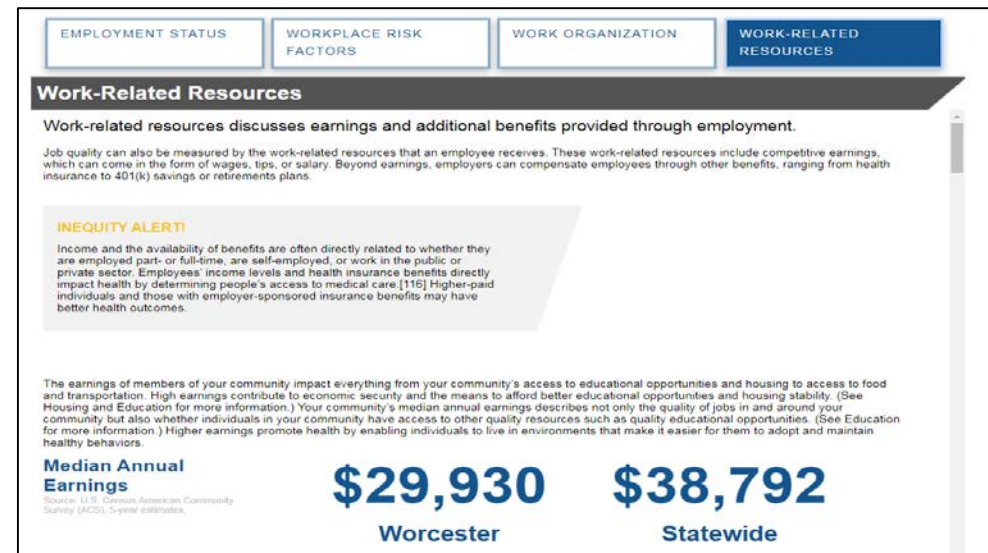 EMPLOYMENT STATUS
WORKPLACE RISK
FACTORS
WORK ORGANIZATION
WORK-RELATED
RESOURCES
Work-Related Resources
Work-related resources discusses earnings and additional benefits provided through employment.
Job quality can also be measured by the work-related resources that an employee receives. These work-related resources include competitive earnings,
which can come in the form of wages, tips, or salary. Beyond earnings, employers can compensate employees through other benefits, ranging from health
insurance to 401(k) savings or retirements plans.
INEQUITY ALERT!
Income and the availability of benefits are often directly related to whether they
are employed part- or full-time, are self-employed, or work in the public or
private sector. Employees' income levels and health insurance benefits directly
impact health by determining people's access to medical care.[116] Higher-paid
individuals and those with employer-sponsored insurance benefits may have
better health outcomes.
The earnings of members of your community impact everything from your community's access to educational opportunities and housing to access to food
and transportation. High earnings contribute to economic security and the means to afford better educational opportunities and housing stability. (See
Housing and Education for more information.) Your community's median annual earnings describes not only the quality of jobs in and around your
community but also whether individuals in your community have access to other quality resources such as quality educational opportunities. (See Education
for more information.) Higher earnings promote health by enabling individuals to live in environments that make it easier for them to adopt and maintain
healthy behaviors.
Median Annual
Earnings
Source: U.S. Census American Community
Survey (ACS), 5-year estimates.
$29,930
Worcester
$38,792
Statewide